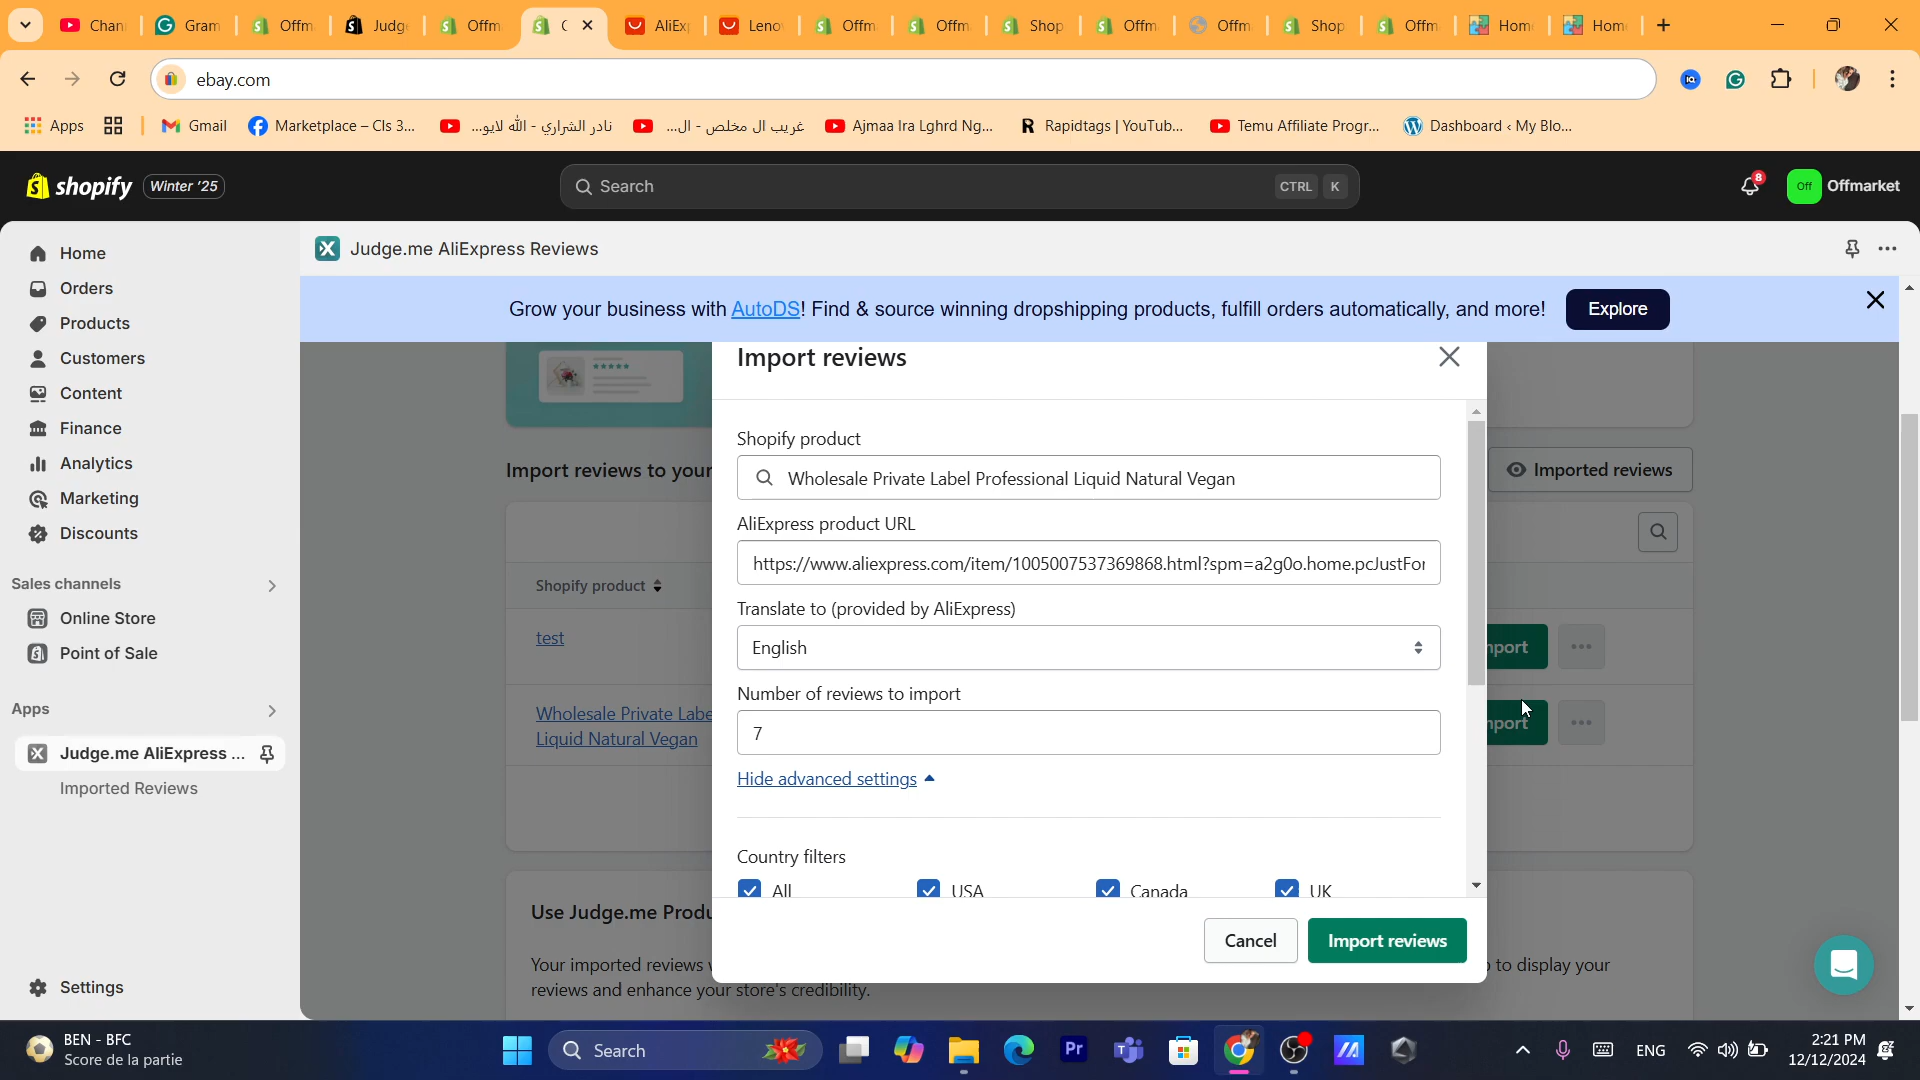 Chan
Gram
Offm
Judge
Offm
AliExp
Leno
Offm
Offm
Shop
Offm
Offm
Shop
Offm
Home
Home
ebay.com
Apps
Gmail
Marketplace – Cls 3...
نادر الشراري - الله لايو...
غريب ال مخلص - ال...
Ajmaa Ira Lghrd Ng...
Rapidtags | YouTub...
Temu Affiliate Progr...
Dashboard ‹ My Blo...
shopify
Winter '25
Search
CTRL K
8
Off
Offmarket
Home
Orders
Products
Customers
Content
Finance
Analytics
Marketing
Discounts
Sales channels
Online Store
Point of Sale
Apps
Judge.me AliExpress ...
Imported Reviews
Settings
Judge.me AliExpress Reviews
Grow your business with AutoDS! Find & source winning dropshipping products, fulfill orders automatically, and more!
Explore
Import reviews to your
Imported reviews
Shopify product
test
Wholesale Private Labe
Liquid Natural Vegan
mport
mport
Use Judge.me Produ
Your imported reviews
to display your
reviews and enhance your store's credibility.
Import reviews
Shopify product
Wholesale Private Label Professional Liquid Natural Vegan
AliExpress product URL
https://www.aliexpress.com/item/1005007537369868.html?spm=a2g0o.home.pcJustFor
Translate to (provided by AliExpress)
English
Number of reviews to import
7
Hide advanced settings
Country filters
All
USA
Canada
UK
Cancel
Import reviews
BEN - BFC
Score de la partie
Search
Pr
ENG
2:21 PM
12/12/2024